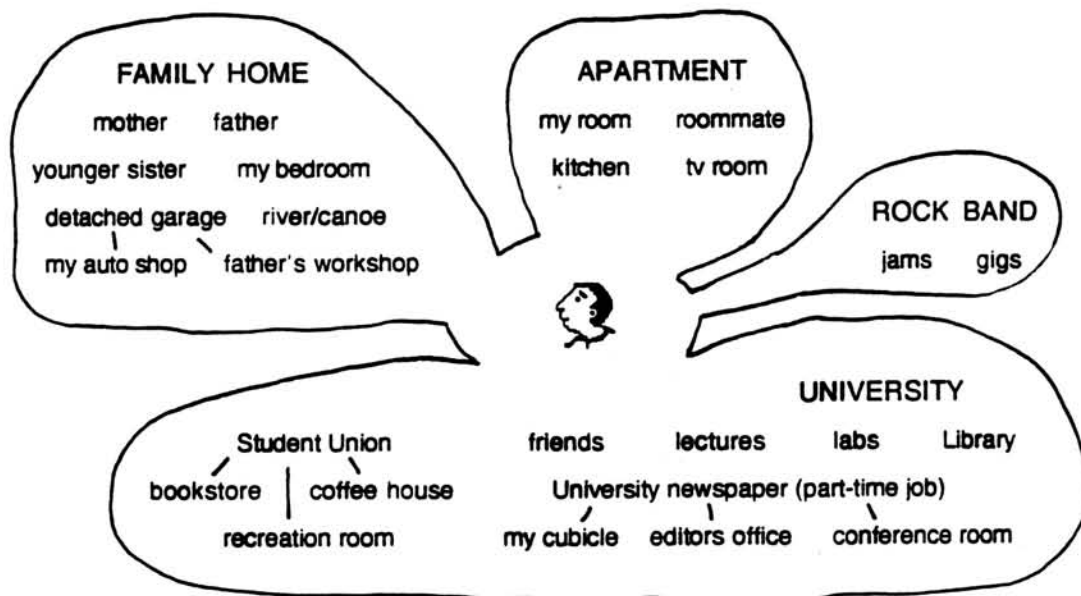 FAMILY HOME
mother father
younger sister my bedroom
detached garage river/canoe
my auto shop father's workshop
APARTMENT
my room roommate
kitchen tv room
ROCK BAND
jams gigs
UNIVERSITY
Student Union friends lectures labs Library
bookstore coffee house University newspaper (part-time job)
recreation room my cubicle editors office conference room